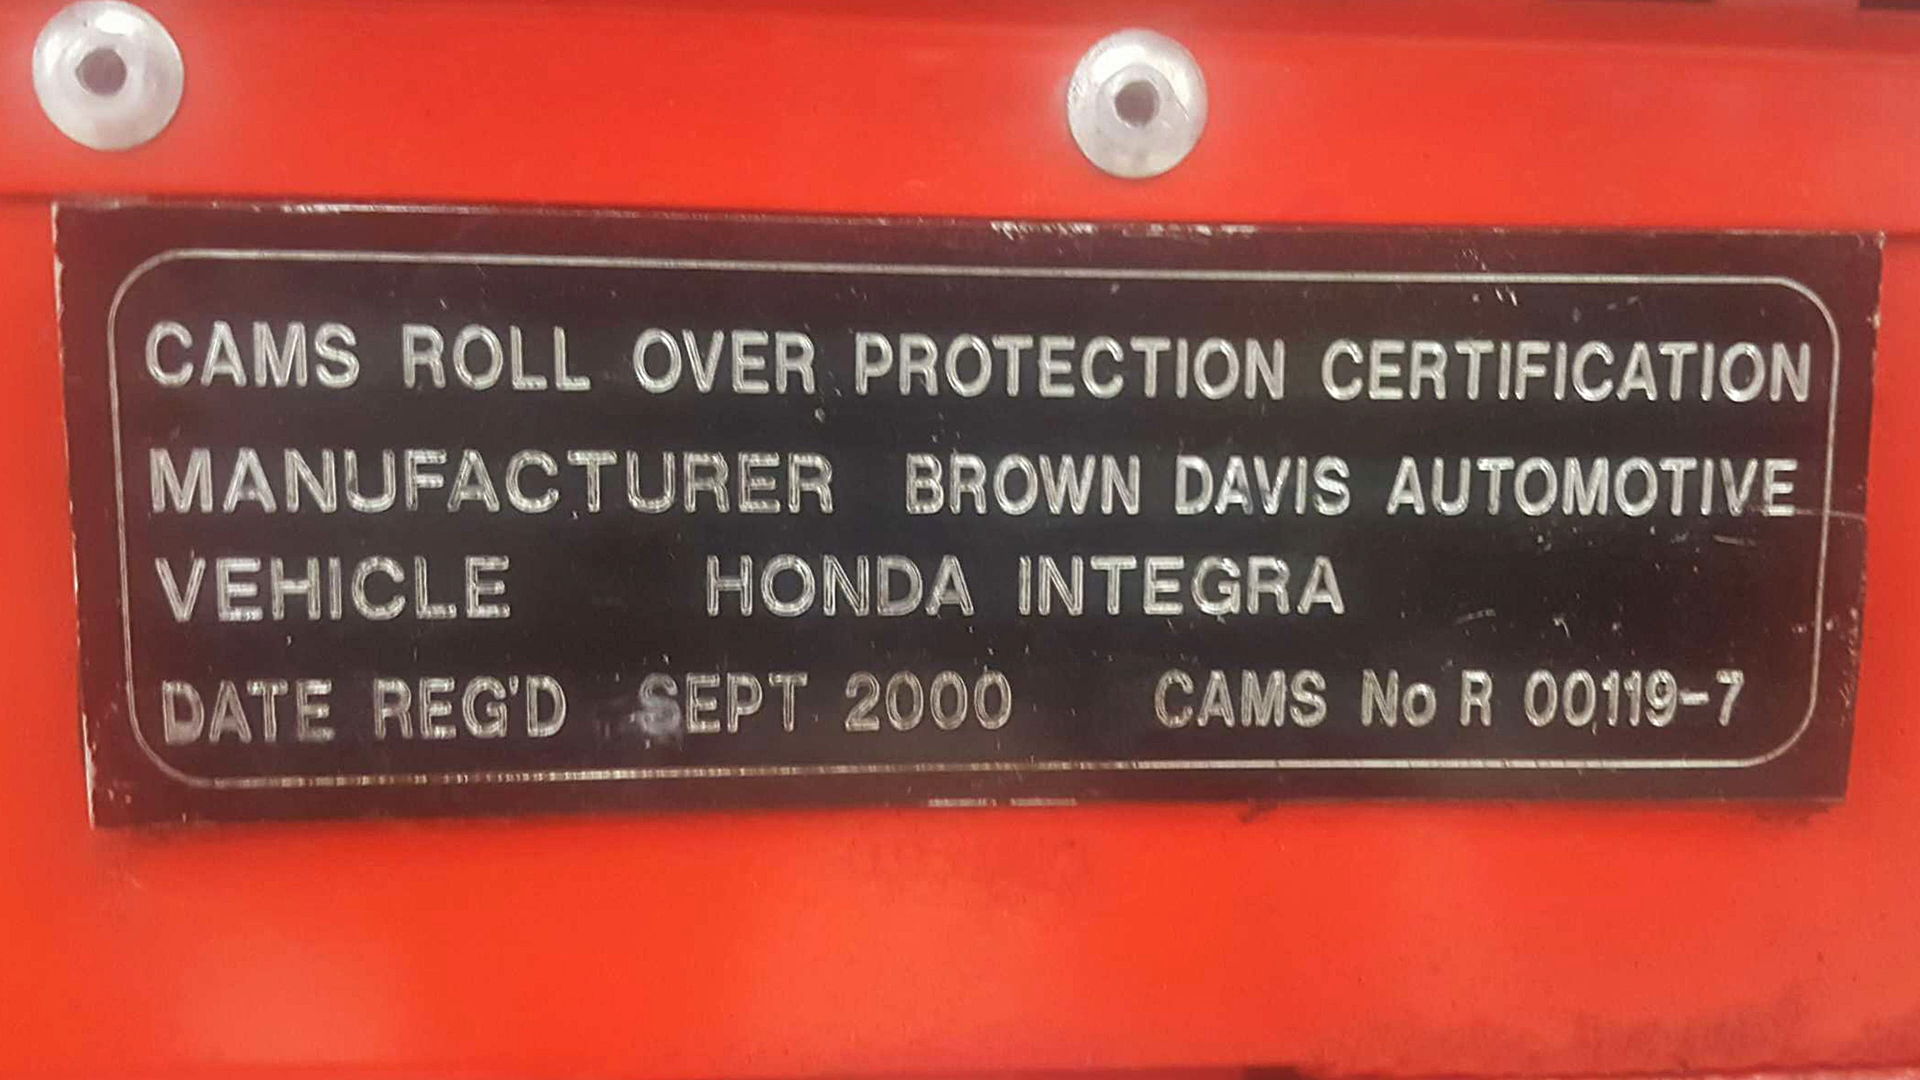 CAMS ROLL OVER PROTECTION CERTIFICATION
MANUFACTURER BROWN DAVIS AUTOMOTIVE
VEHICLE HONDA INTEGRA
DATE REG'D SEPT 2000 CAMS No R 00119-7